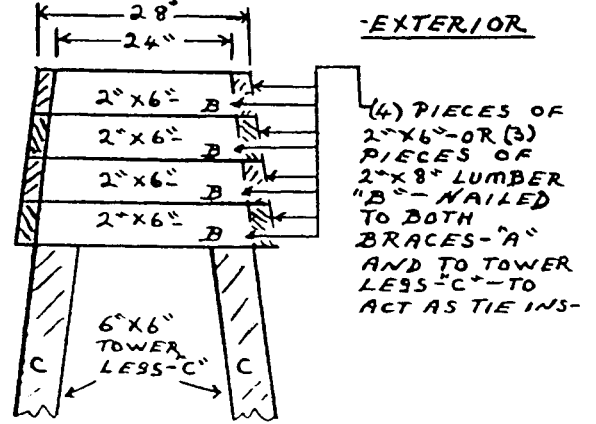 28"
24"
-EXTERIOR
2"X6"- B
2"X6"- B
2"X6"- B
2"X6"- B
(4) PIECES OF
2"X6"-OR (3)
PIECES OF
2"X8" LUMBER
"B"- NAILED
TO BOTH
BRACES-"A"
AND TO TOWER
LEGS-"C"-TO
ACT AS TIE INS-
6"X6"
TOWER
LEGS-C"
C
C